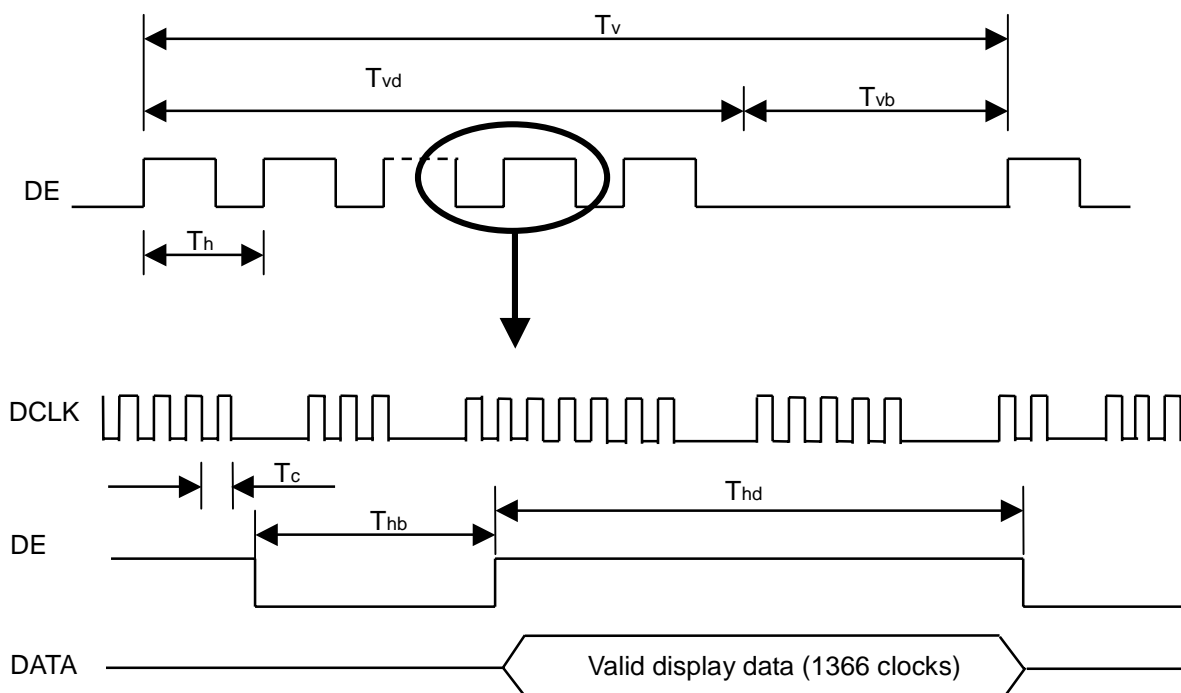 Tv
Tvd
Tvb
DE
Th
DCLK
Tc
Thd
Thb
DE
DATA
Valid display data (1366 clocks)